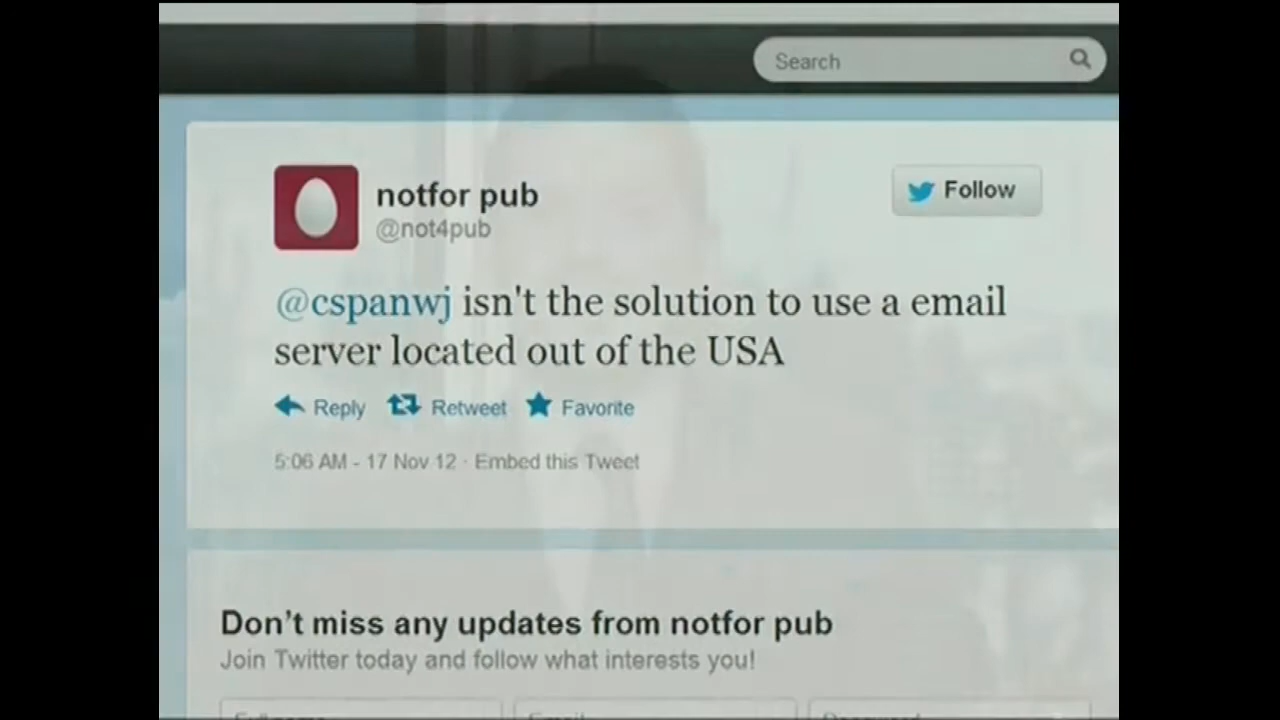 Search
notfor pub
@not4pub
Follow
@cspanwj isn't the solution to use a email
server located out of the USA
Reply Retweet Favorite
5:06 AM - 17 Nov 12 · Embed this Tweet
Don't miss any updates from notfor pub
Join Twitter today and follow what interests you!